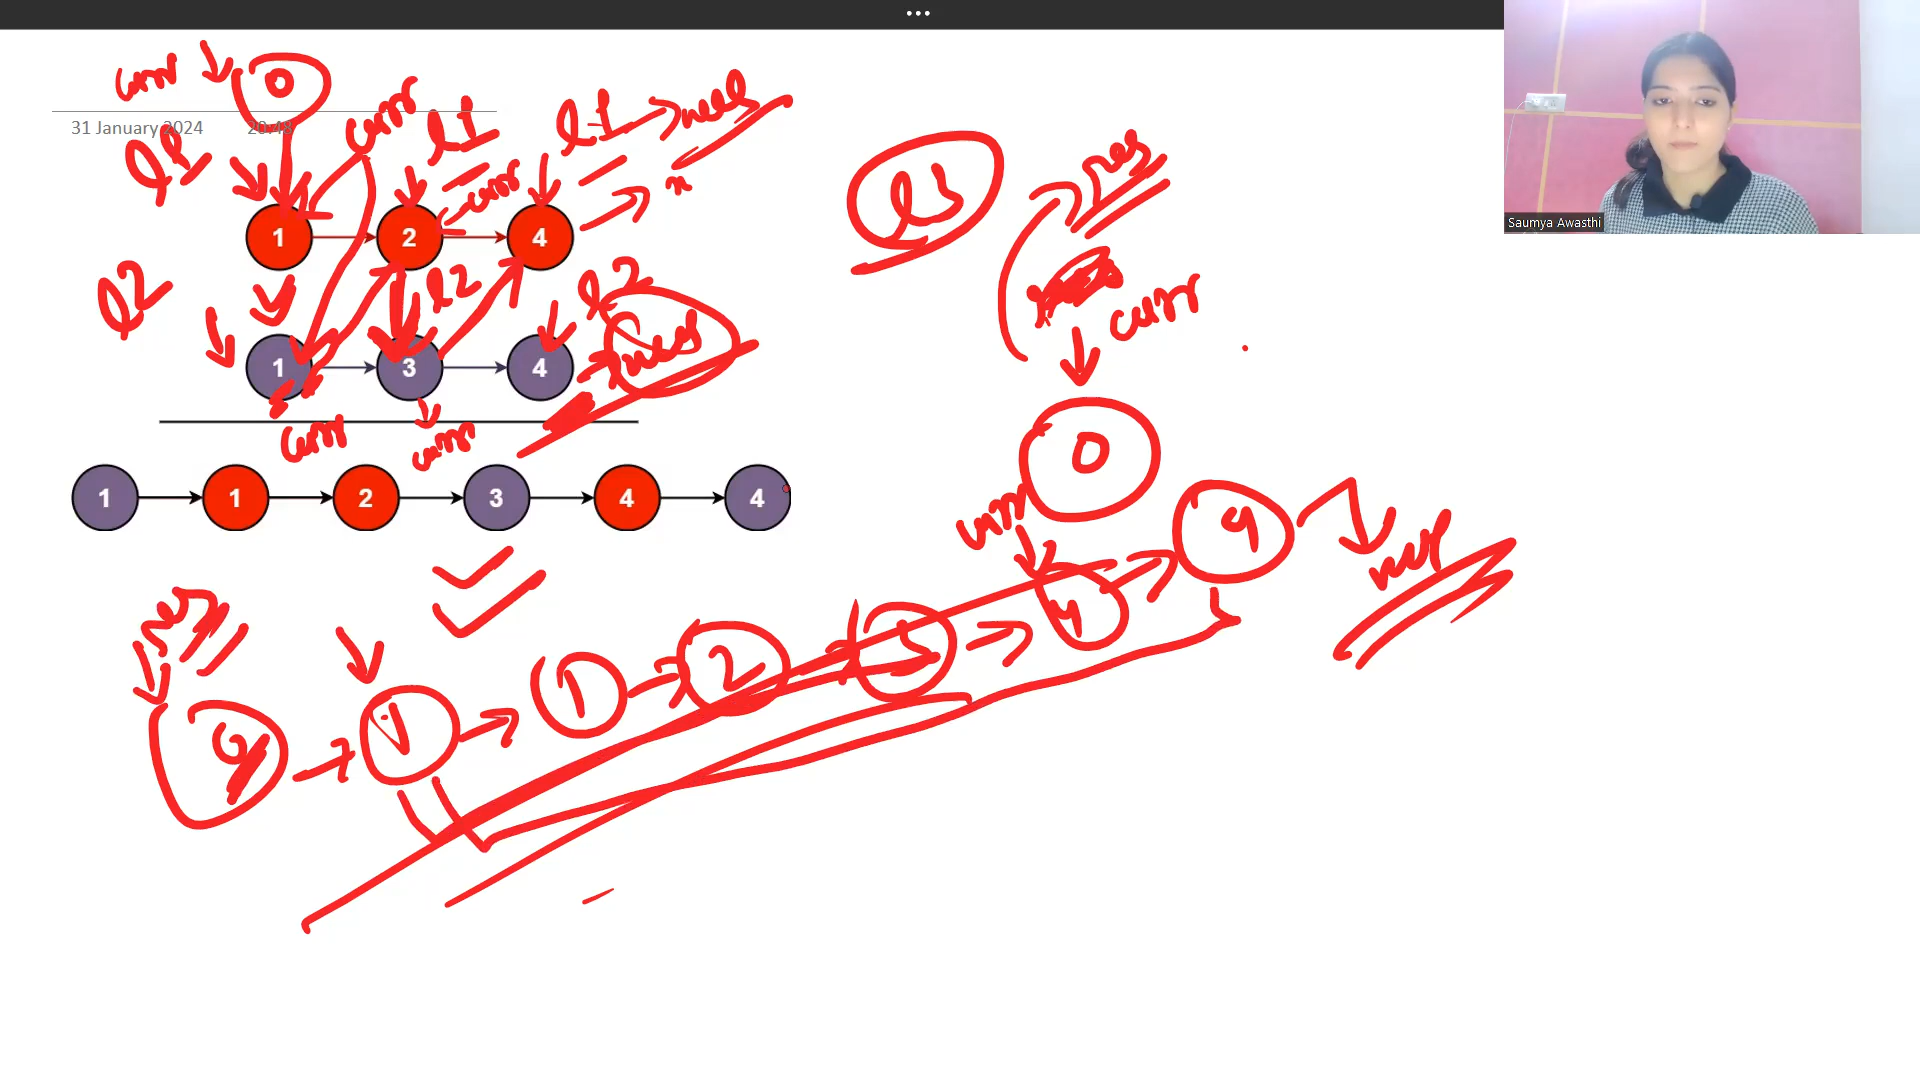 ...
curr
0
31 January 2024 20:48
curr
l1
l1
null
l1
curr
1 2 4
n
l2
l2
l2
null
1 3 4
curr
curr
1 1 2 3 4 4
l3
res
curr
0
curr
4
4
null
res
1
1
2
3
Saumya Awasthi